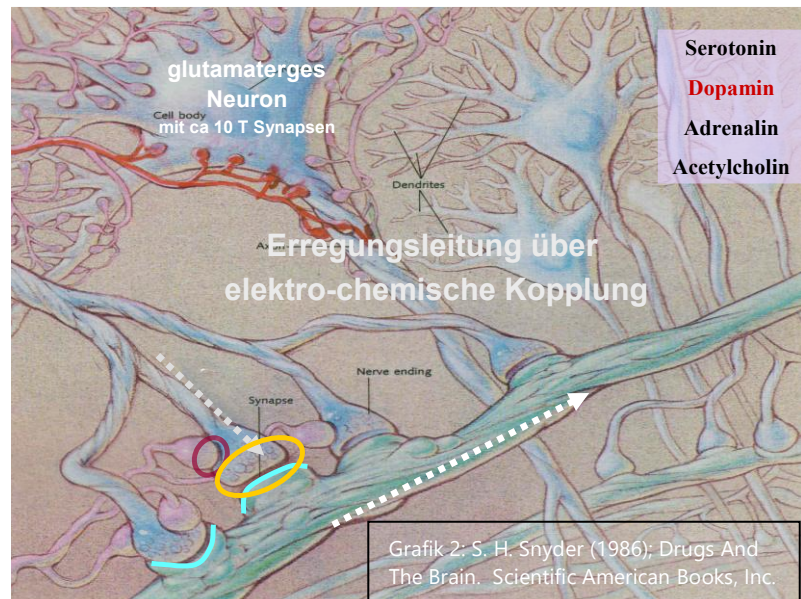 glutamaterges
Neuron
Cell body
mit ca 10 T Synapsen
Serotonin
Dopamin
Adrenalin
Acetylcholin
Dendrites
Axon
Erregungsleitung über
elektro-chemische Kopplung
Nerve ending
Synapse
Grafik 2: S. H. Snyder (1986); Drugs And
The Brain. Scientific American Books, Inc.